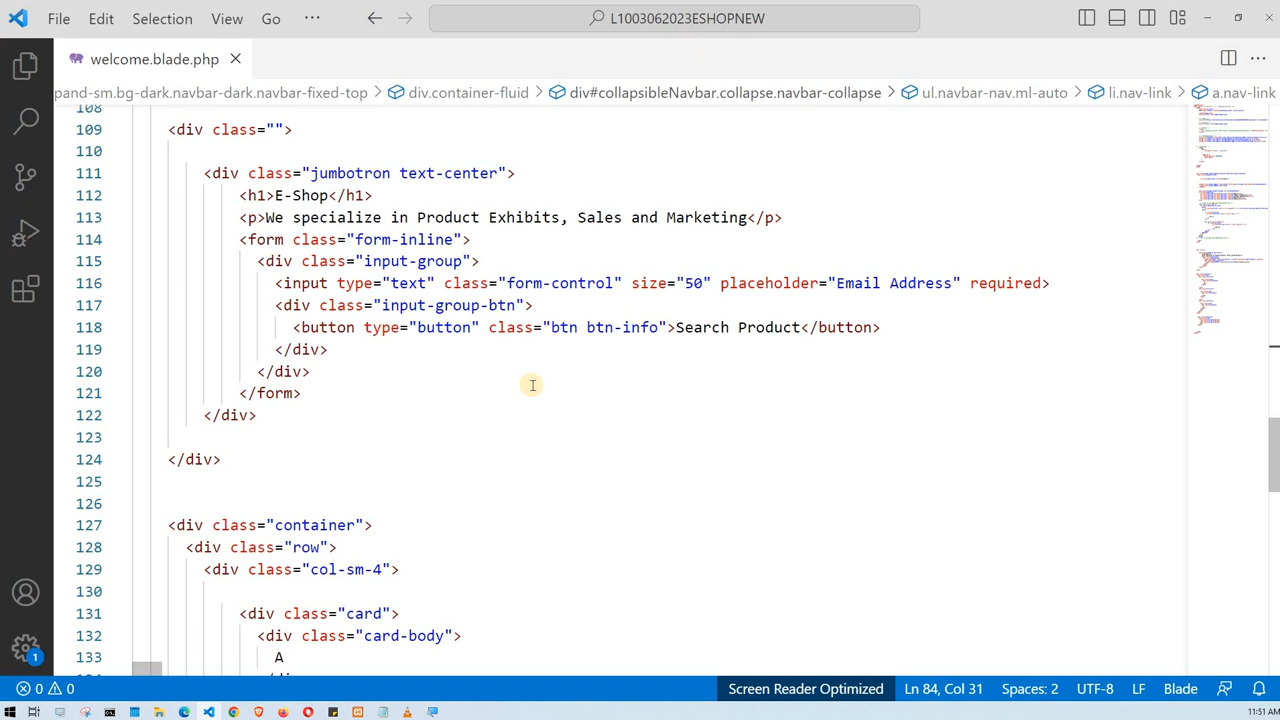 File Edit Selection View Go ··· L1003062023ESHOPNEW
welcome.blade.php
pand-sm.bg-dark.navbar-dark.navbar-fixed-top > div.container-fluid > div#collapsibleNavbar.collapse.navbar-collapse > ul.navbar-nav.ml-auto > li.nav-link > a.nav-link
108
109 <div class="">
110
111 <div class="jumbotron text-center">
112 <h1>E-Shop</h1>
113 <p>We specialize in Product Exhibits, Sales and Marketing</p>
114 <form class="form-inline">
115 <div class="input-group">
116 <input type="text" class="form-control" size="50" placeholder="Email Address" required>
117 <div class="input-group-btn">
118 <button type="button" class="btn btn-info">Search Product</button>
119 </div>
120 </div>
121 </form>
122 </div>
123
124 </div>
125
126
127 <div class="container">
128 <div class="row">
129 <div class="col-sm-4">
130
131 <div class="card">
132 <div class="card-body">
133 A
1
0 0 Screen Reader Optimized Ln 84, Col 31 Spaces: 2 UTF-8 LF Blade
11:51 AM